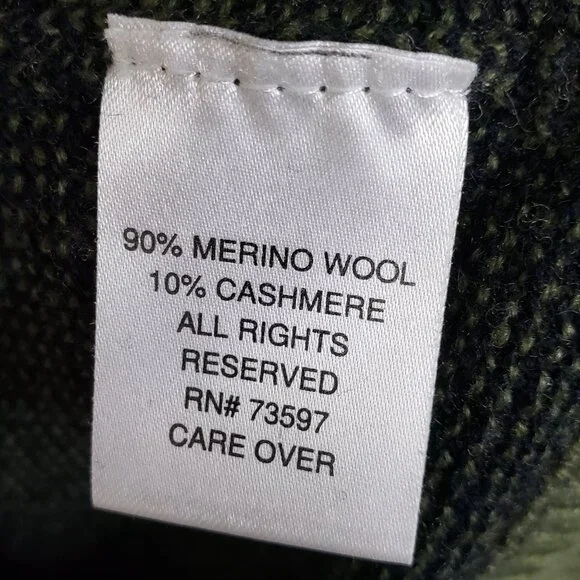 90% MERINO WOOL
10% CASHMERE
ALL RIGHTS
RESERVED
RN# 73597
CARE OVER